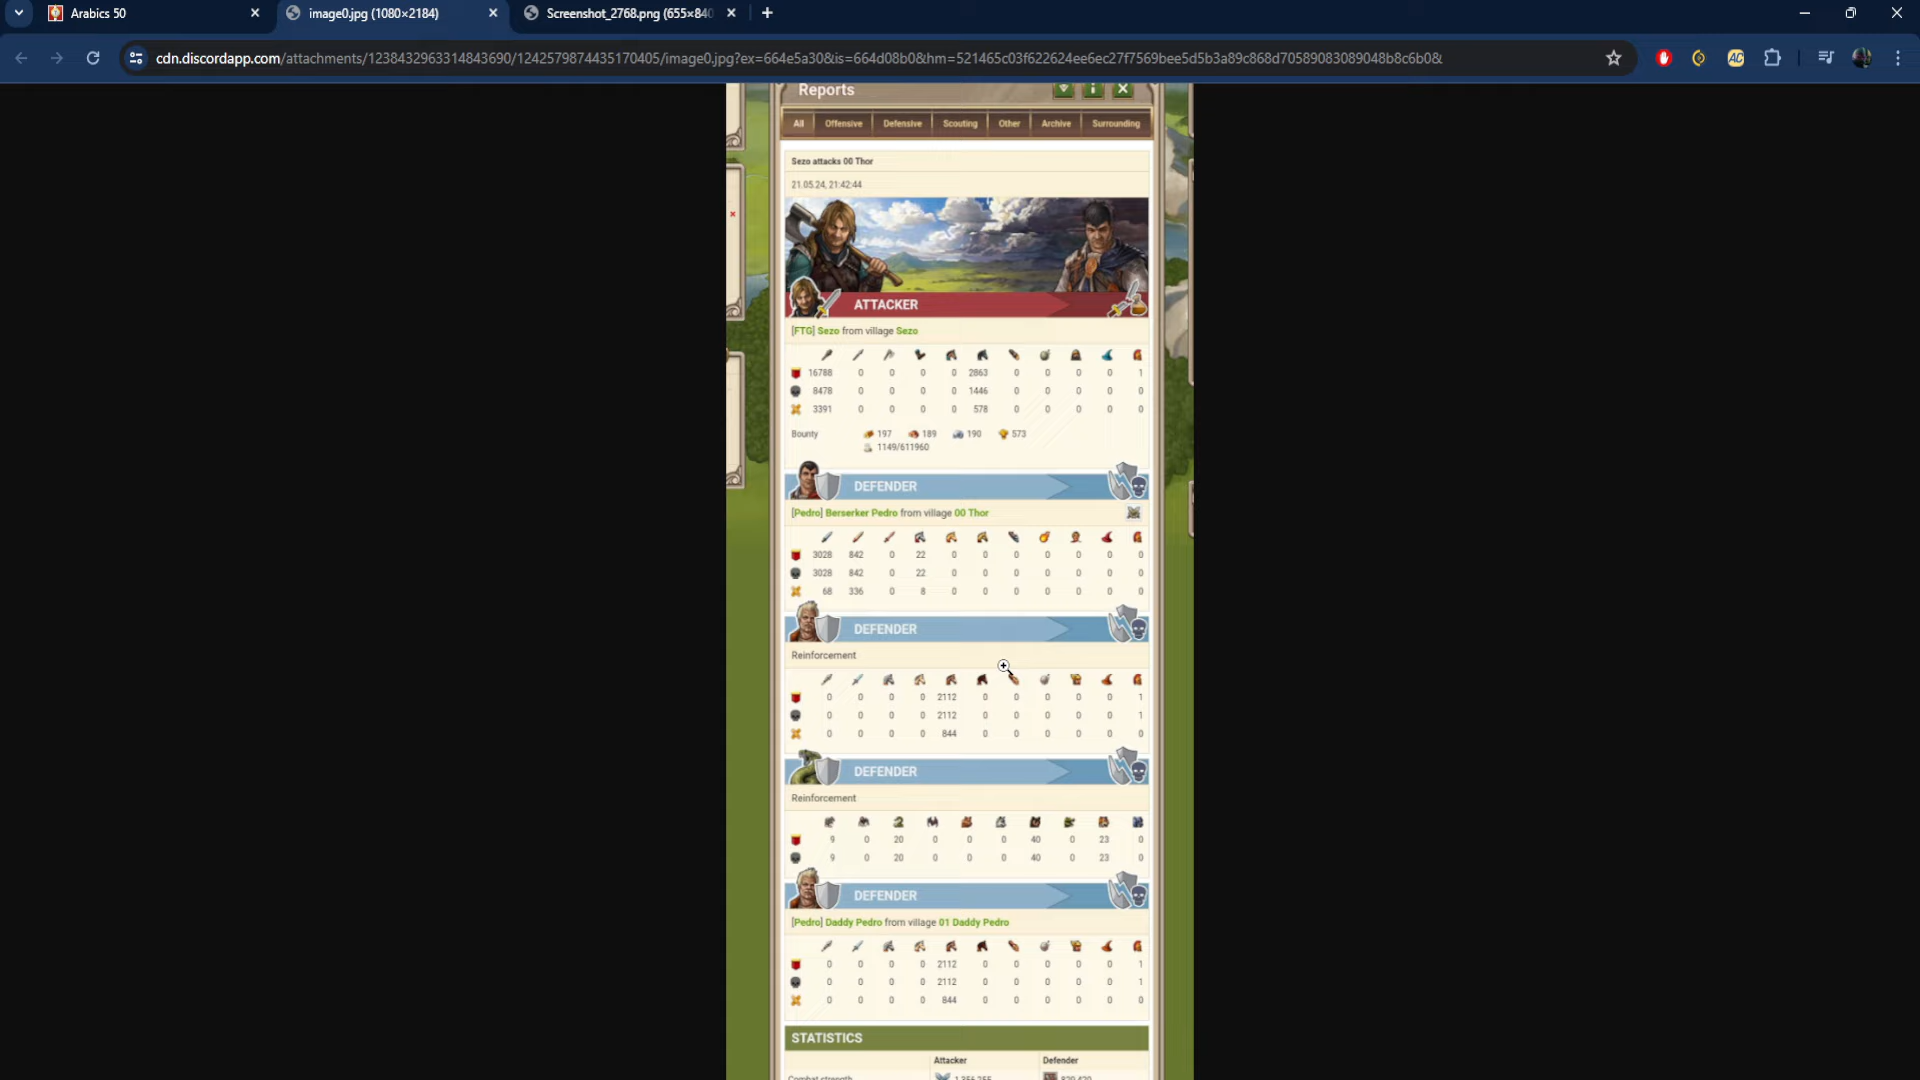 Arabics 50
image0.jpg (1080×2184)
Screenshot_2768.png (655×840
cdn.discordapp.com/attachments/1238432963314843690/1242579874435170405/image0.jpg?ex=664e5a30&is=664d08b0&hm=521465c03f622624ee6ec27f7569bee5d5b3a89c868d70589083089048b8c6b0&
Reports
All Offensive Defensive Scouting Other Archive Surrounding
Sezo attacks 00 Thor
21.05.24, 21:42:44
ATTACKER
[FTG] Sezo from village Sezo
16788 0 0 0 0 2863 0 0 0 0 1
8478 0 0 0 0 1446 0 0 0 0 0
3391 0 0 0 0 578 0 0 0 0 0
Bounty 197 189 190 573
1149/611960
DEFENDER
[Pedro] Berserker Pedro from village 00 Thor
3028 842 0 22 0 0 0 0 0 0 0
3028 842 0 22 0 0 0 0 0 0 0
68 336 0 8 0 0 0 0 0 0 0
DEFENDER
Reinforcement
0 0 0 0 2112 0 0 0 0 0 1
0 0 0 0 2112 0 0 0 0 0 1
0 0 0 0 844 0 0 0 0 0 0
DEFENDER
Reinforcement
9 0 20 0 0 0 40 0 23 0
9 0 20 0 0 0 40 0 23 0
DEFENDER
[Pedro] Daddy Pedro from village 01 Daddy Pedro
0 0 0 0 2112 0 0 0 0 0 1
0 0 0 0 2112 0 0 0 0 0 1
0 0 0 0 844 0 0 0 0 0 0
STATISTICS
Attacker Defender
Combat strength